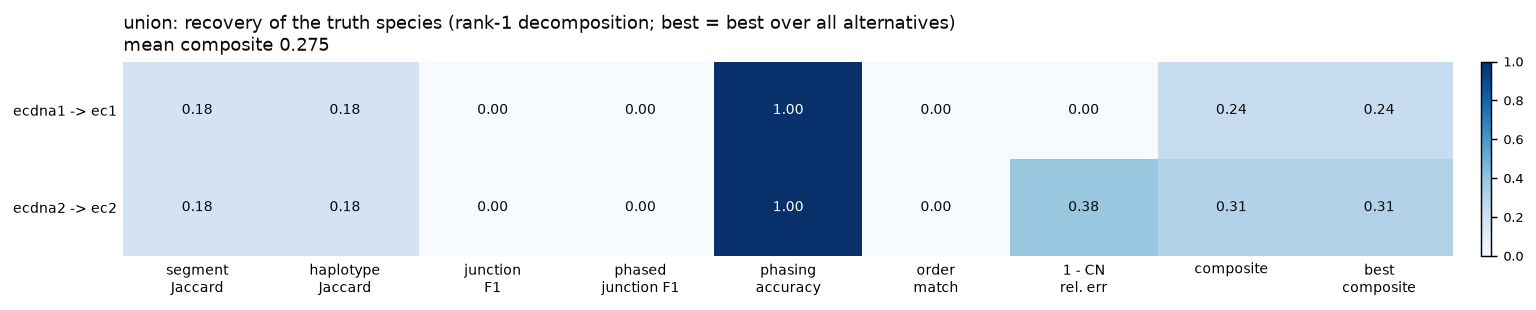 union: recovery of the truth species (rank-1 decomposition; best = best over all alternatives)
mean composite 0.275
ecdna1 -> ec1
0.18 0.18 0.00 0.00 1.00 0.00 0.00 0.24 0.24
ecdna2 -> ec2
0.18 0.18 0.00 0.00 1.00 0.00 0.38 0.31 0.31
segment
Jaccard
haplotype
Jaccard
junction
F1
phased
junction F1
phasing
accuracy
order
match
1 - CN
rel. err
composite
best
composite
1.0
0.8
0.6
0.4
0.2
0.0